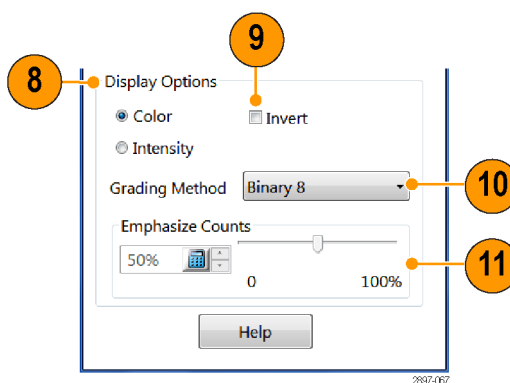 9
8
Display Options
Color
Invert
Intensity
Grading Method Binary 8
10
Emphasize Counts
50%
11
0 100%
Help
2897-067